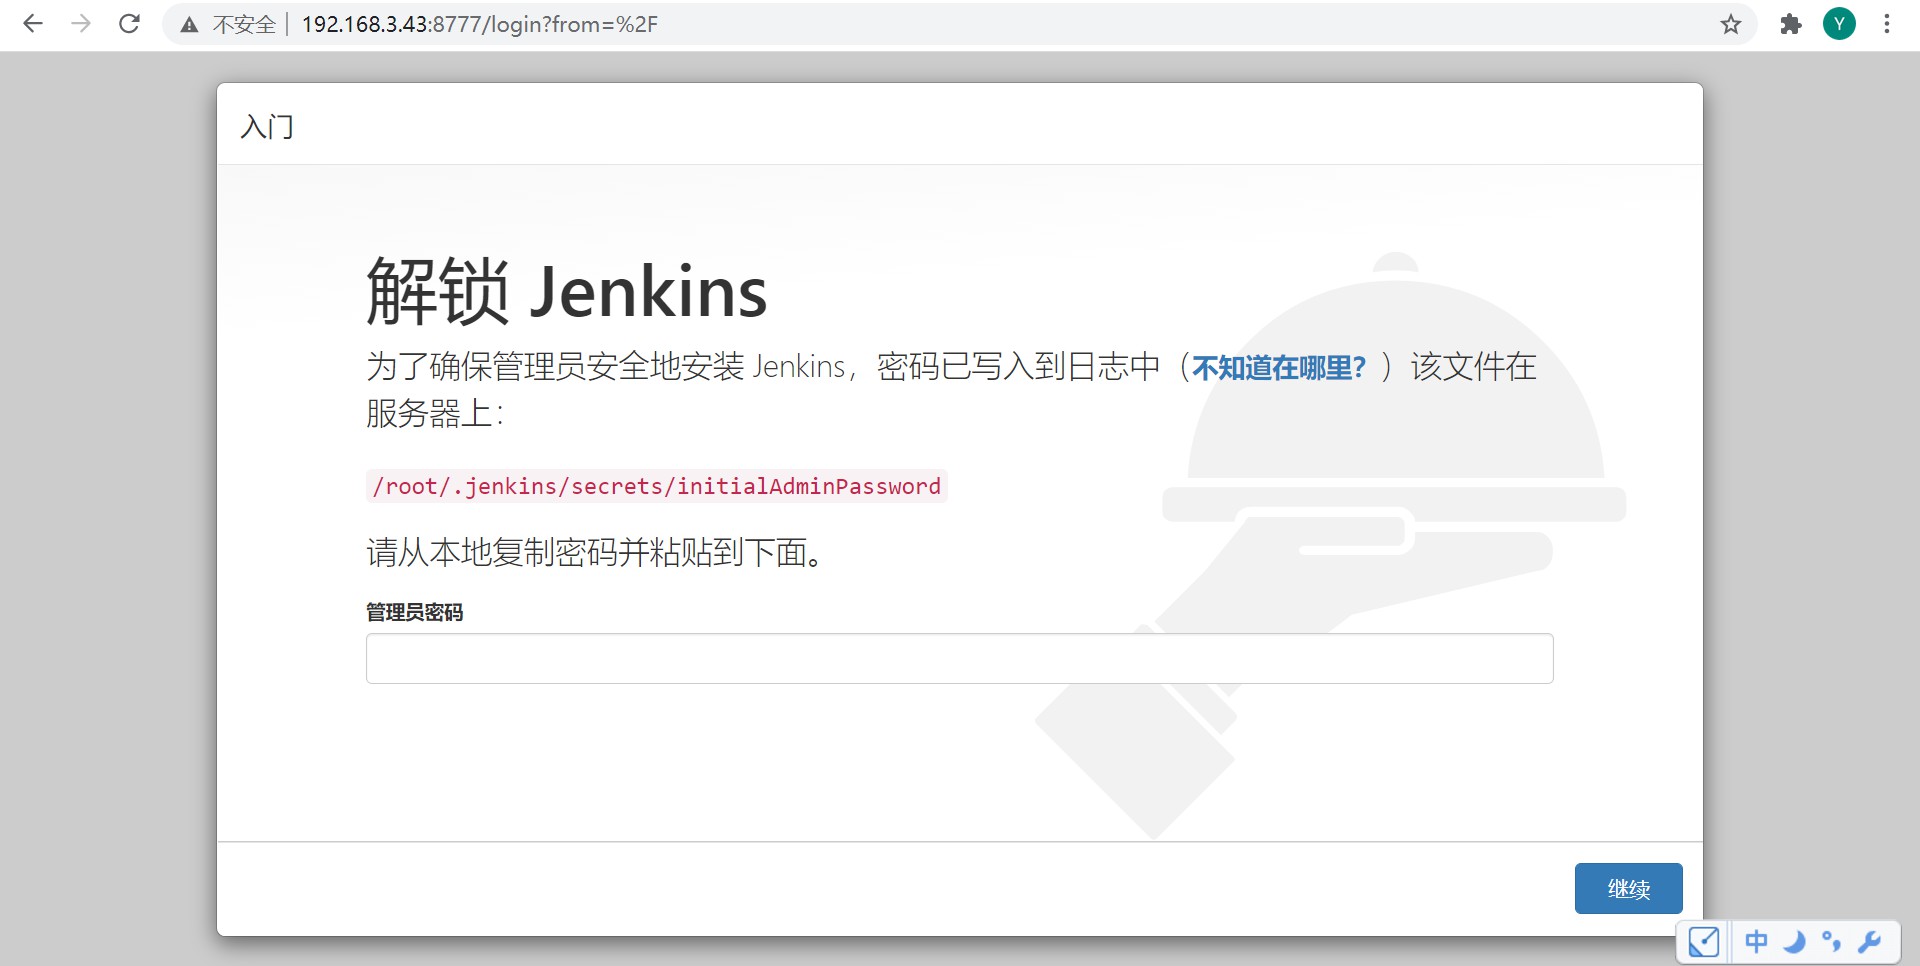 不安全 | 192.168.3.43:8777/login?from=%2F
Y
入门
解锁 Jenkins
为了确保管理员安全地安装 Jenkins，密码已写入到日志中（不知道在哪里？）该文件在
服务器上：
/root/.jenkins/secrets/initialAdminPassword
请从本地复制密码并粘贴到下面。
管理员密码
继续
中